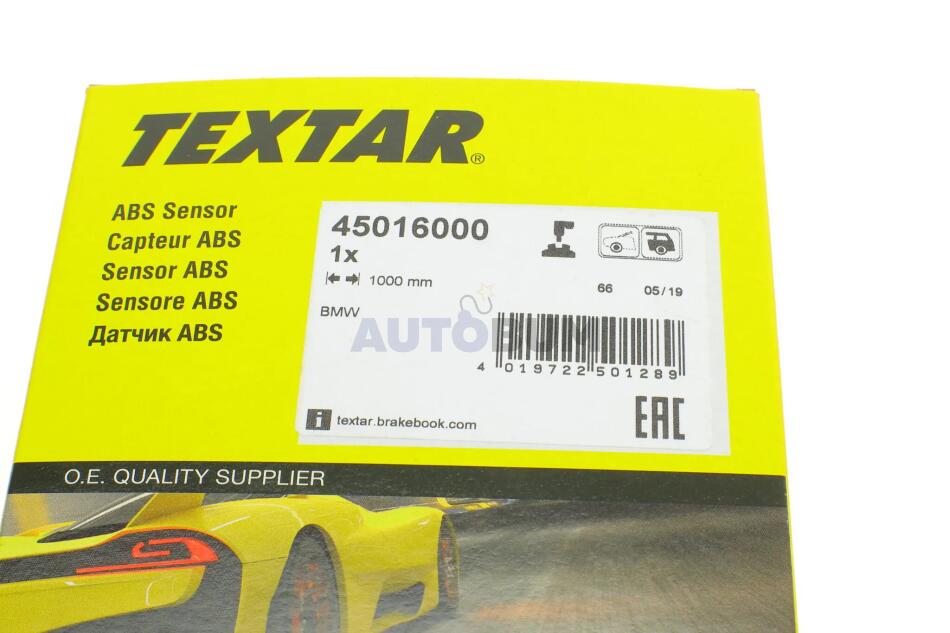 TEXTAR®
ABS Sensor
Capteur ABS
Sensor ABS
Sensore ABS
Датчик ABS
45016000
1x
1000 mm
66 05/19
BMW
AUTOBUM
4 019722 501289
EAC
i textar.brakebook.com
O.E. QUALITY SUPPLIER